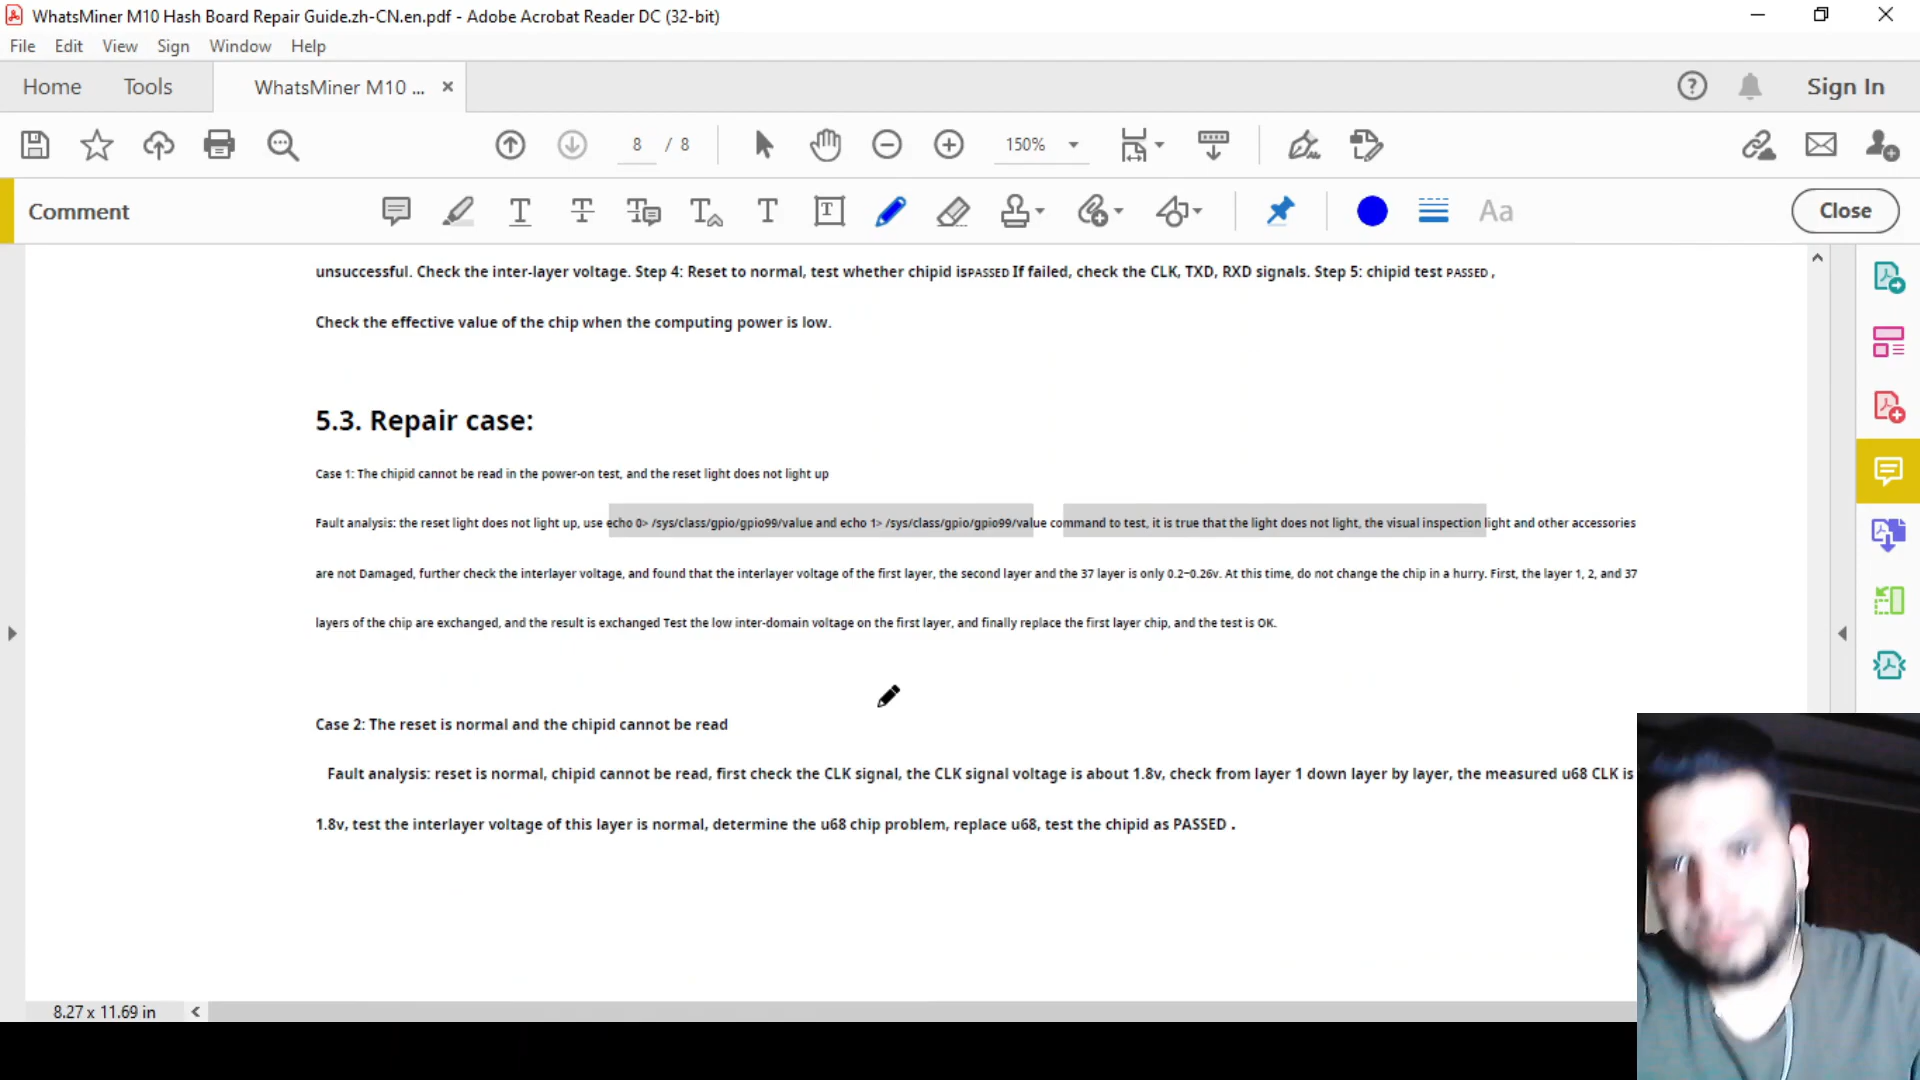 WhatsMiner M10 Hash Board Repair Guide.zh-CN.en.pdf - Adobe Acrobat Reader DC (32-bit)
File Edit View Sign Window Help
Home Tools WhatsMiner M10 ... × Sign In
8 / 8 150%
Comment Aa Close
unsuccessful. Check the inter-layer voltage. Step 4: Reset to normal, test whether chipid isPASSED If failed, check the CLK, TXD, RXD signals. Step 5: chipid test PASSED ,
Check the effective value of the chip when the computing power is low.
5.3. Repair case:
Case 1: The chipid cannot be read in the power-on test, and the reset light does not light up
Fault analysis: the reset light does not light up, use echo 0> /sys/class/gpio/gpio99/value and echo 1> /sys/class/gpio/gpio99/value command to test, it is true that the light does not light, the visual inspection light and other accessories
are not Damaged, further check the interlayer voltage, and found that the interlayer voltage of the first layer, the second layer and the 37 layer is only 0.2~0.26v. At this time, do not change the chip in a hurry. First, the layer 1, 2, and 37
layers of the chip are exchanged, and the result is exchanged Test the low inter-domain voltage on the first layer, and finally replace the first layer chip, and the test is OK.
Case 2: The reset is normal and the chipid cannot be read
Fault analysis: reset is normal, chipid cannot be read, first check the CLK signal, the CLK signal voltage is about 1.8v, check from layer 1 down layer by layer, the measured u68 CLK is
1.8v, test the interlayer voltage of this layer is normal, determine the u68 chip problem, replace u68, test the chipid as PASSED .
8.27 x 11.69 in